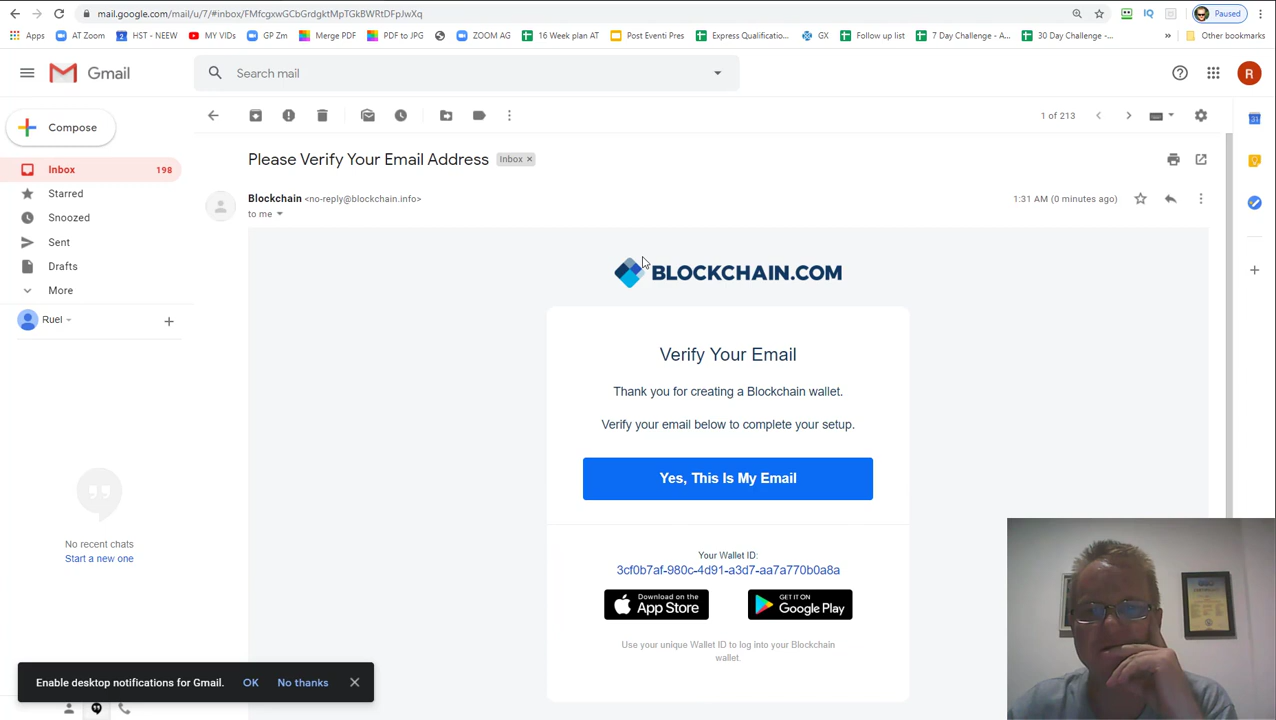 mail.google.com/mail/u/7/#inbox/FMfcgxwGCbGrdgktMpTGkBWRtDFpJwXq
Paused
Apps
AT Zoom
HST - NEEW
MY VIDs
GP Zm
Merge PDF
PDF to JPG
ZOOM AG
16 Week plan AT
Post Eventi Pres
Express Qualificatio...
GX
Follow up list
7 Day Challenge - A...
30 Day Challenge -...
»
Other bookmarks
Gmail
Search mail
R
Compose
1 of 213
Inbox 198
Starred
Snoozed
Sent
Drafts
More
Ruel
Please Verify Your Email Address Inbox
Blockchain <no-reply@blockchain.info>
1:31 AM (0 minutes ago)
to me
BLOCKCHAIN.COM
Verify Your Email
Thank you for creating a Blockchain wallet.
Verify your email below to complete your setup.
Yes, This Is My Email
Your Wallet ID:
3cf0b7af-980c-4d91-a3d7-aa7a770b0a8a
Download on the
App Store
GET IT ON
Google Play
Use your unique Wallet ID to log into your Blockchain
wallet.
No recent chats
Start a new one
Enable desktop notifications for Gmail. OK No thanks